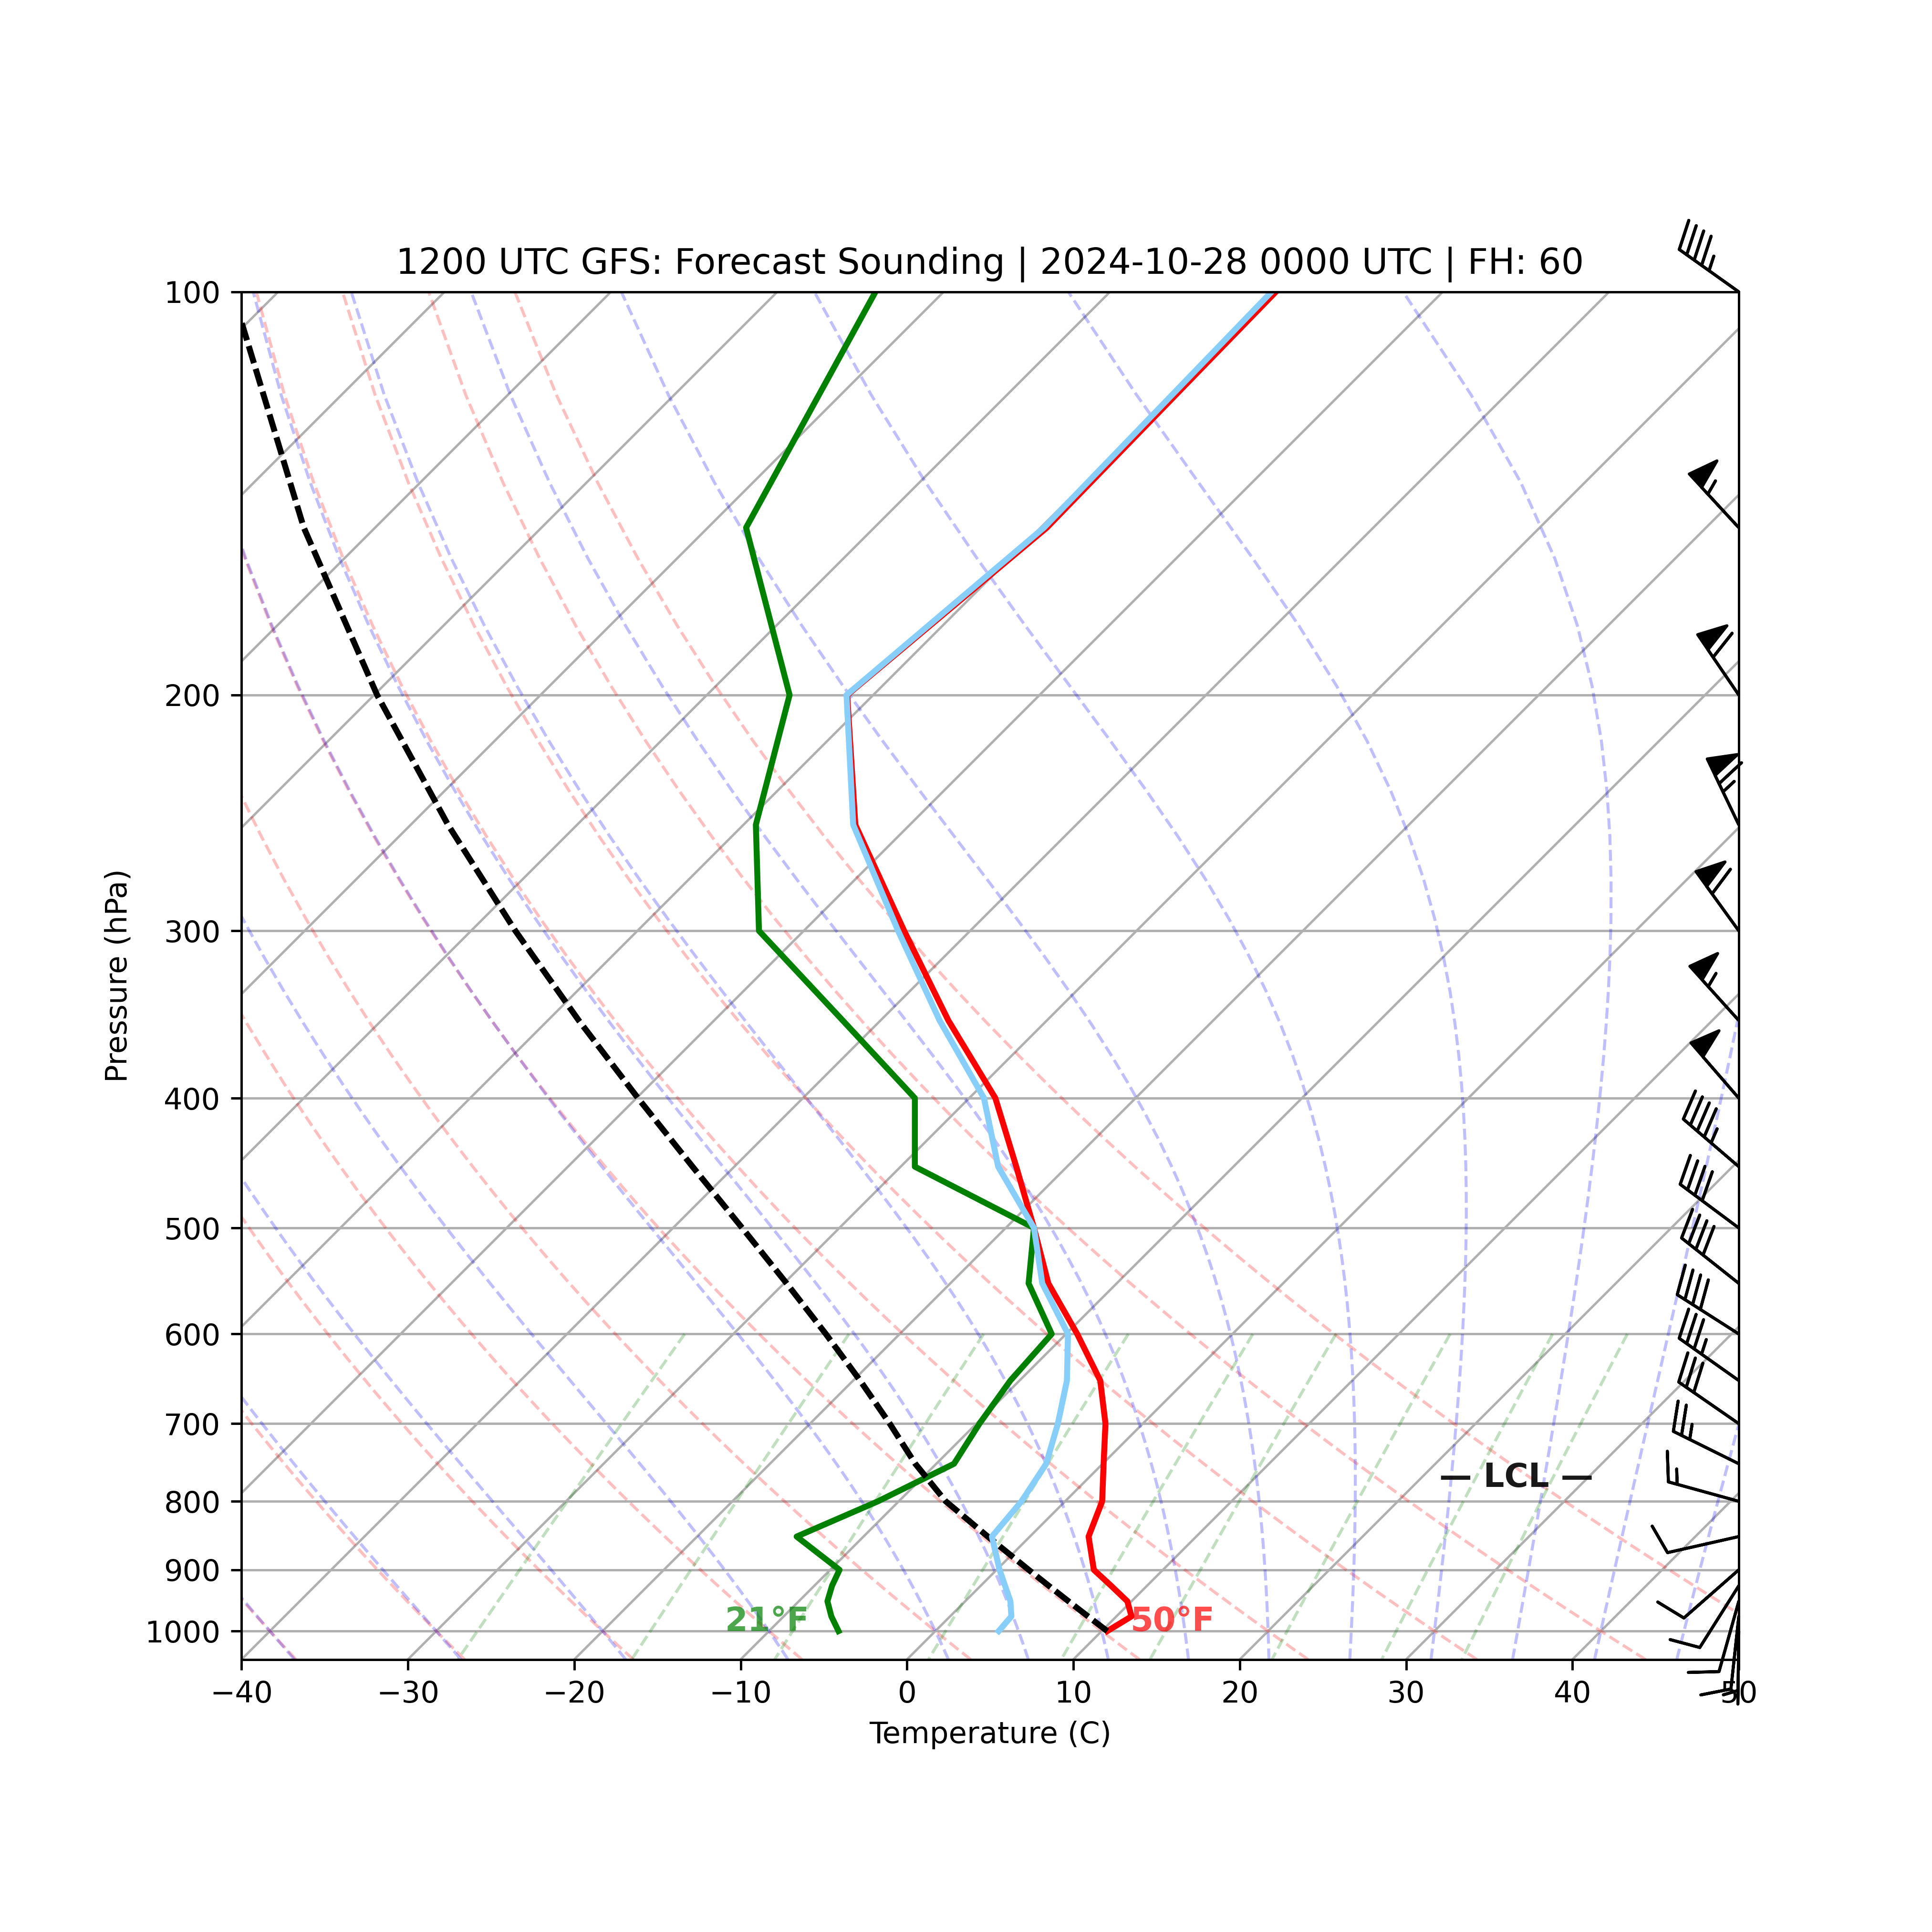 1200 UTC GFS: Forecast Sounding | 2024-10-28 0000 UTC | FH: 60
100
200
300
400
500
600
700
800
900
1000
Pressure (hPa)
— LCL —
21°F
50°F
−40 −30 −20 −10 0 10 20 30 40 50
Temperature (C)